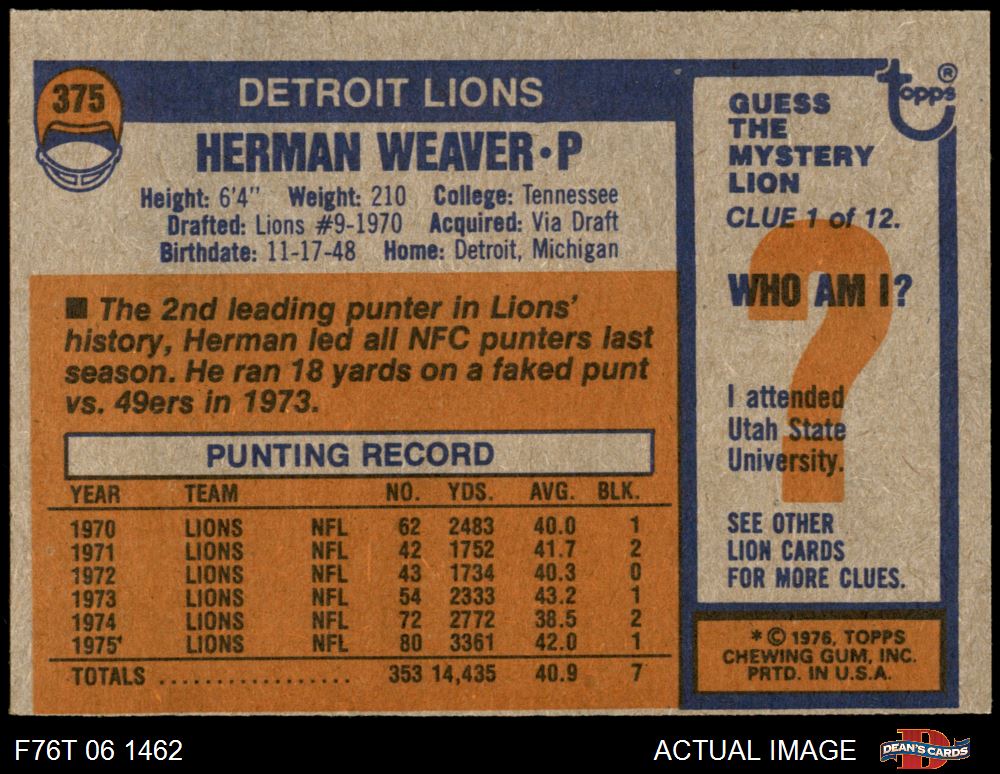 375
DETROIT LIONS
HERMAN WEAVER•P
Height: 6'4" Weight: 210 College: Tennessee
Drafted: Lions #9-1970 Acquired: Via Draft
Birthdate: 11-17-48 Home: Detroit, Michigan
■ The 2nd leading punter in Lions'
history, Herman led all NFC punters last
season. He ran 18 yards on a faked punt
vs. 49ers in 1973.
PUNTING RECORD
YEAR TEAM NO. YDS. AVG. BLK.
1970 LIONS NFL 62 2483 40.0 1
1971 LIONS NFL 42 1752 41.7 2
1972 LIONS NFL 43 1734 40.3 0
1973 LIONS NFL 54 2333 43.2 1
1974 LIONS NFL 72 2772 38.5 2
1975 LIONS NFL 80 3361 42.0 1
TOTALS ................. 353 14,435 40.9 7
topps®
GUESS
THE
MYSTERY
LION
CLUE 1 of 12.
?
WHO AM I?
I attended
Utah State
University.
SEE OTHER
LION CARDS
FOR MORE CLUES.
* © 1976, TOPPS
CHEWING GUM, INC.
PRTD. IN U.S.A.
F76T 06 1462
ACTUAL IMAGE
DEAN'S CARDS